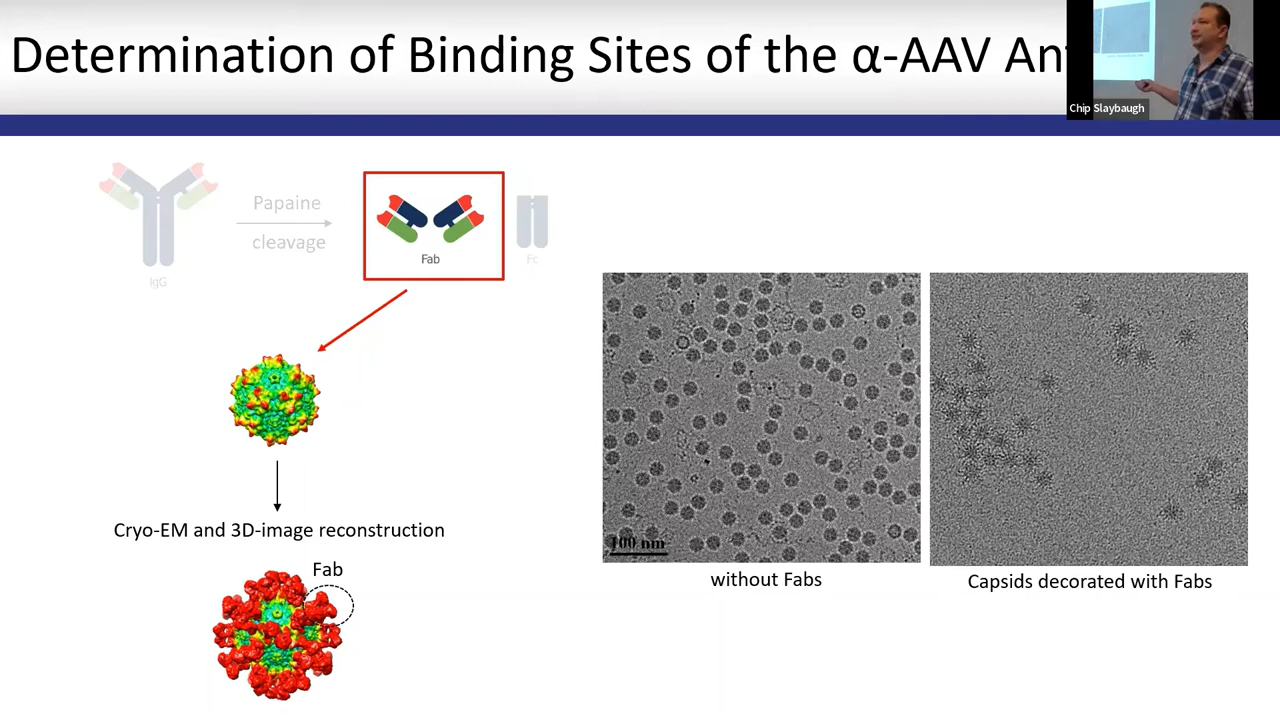 Determination of Binding Sites of the α-AAV Ant
Chip Slaybaugh
Papaine
cleavage
IgG
Fab
Fc
Cryo-EM and 3D-image reconstruction
Fab
100 nm
without Fabs
Capsids decorated with Fabs